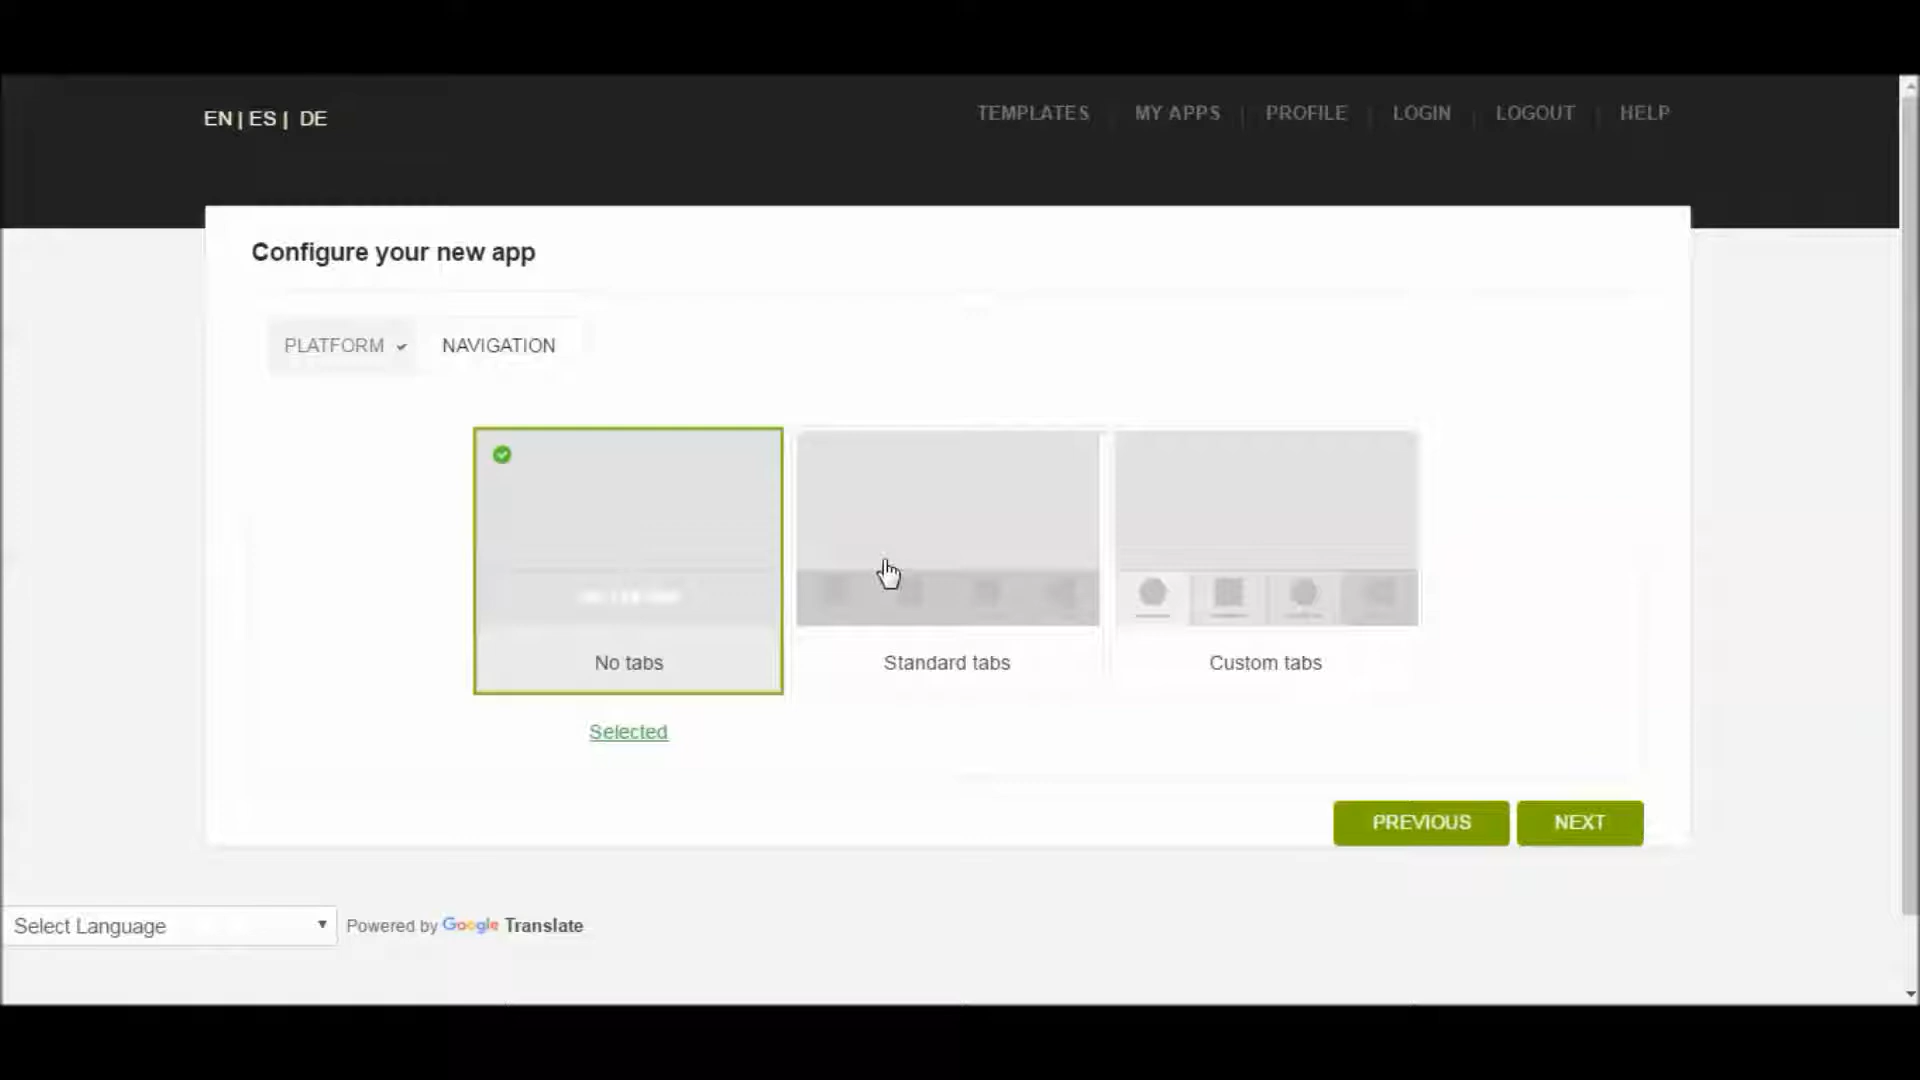 EN | ES | DE
TEMPLATES | MY APPS | PROFILE | LOGIN | LOGOUT | HELP
Configure your new app
PLATFORM NAVIGATION
No tabs
Standard tabs
Custom tabs
Selected
PREVIOUS
NEXT
Select Language
Powered by Google Translate